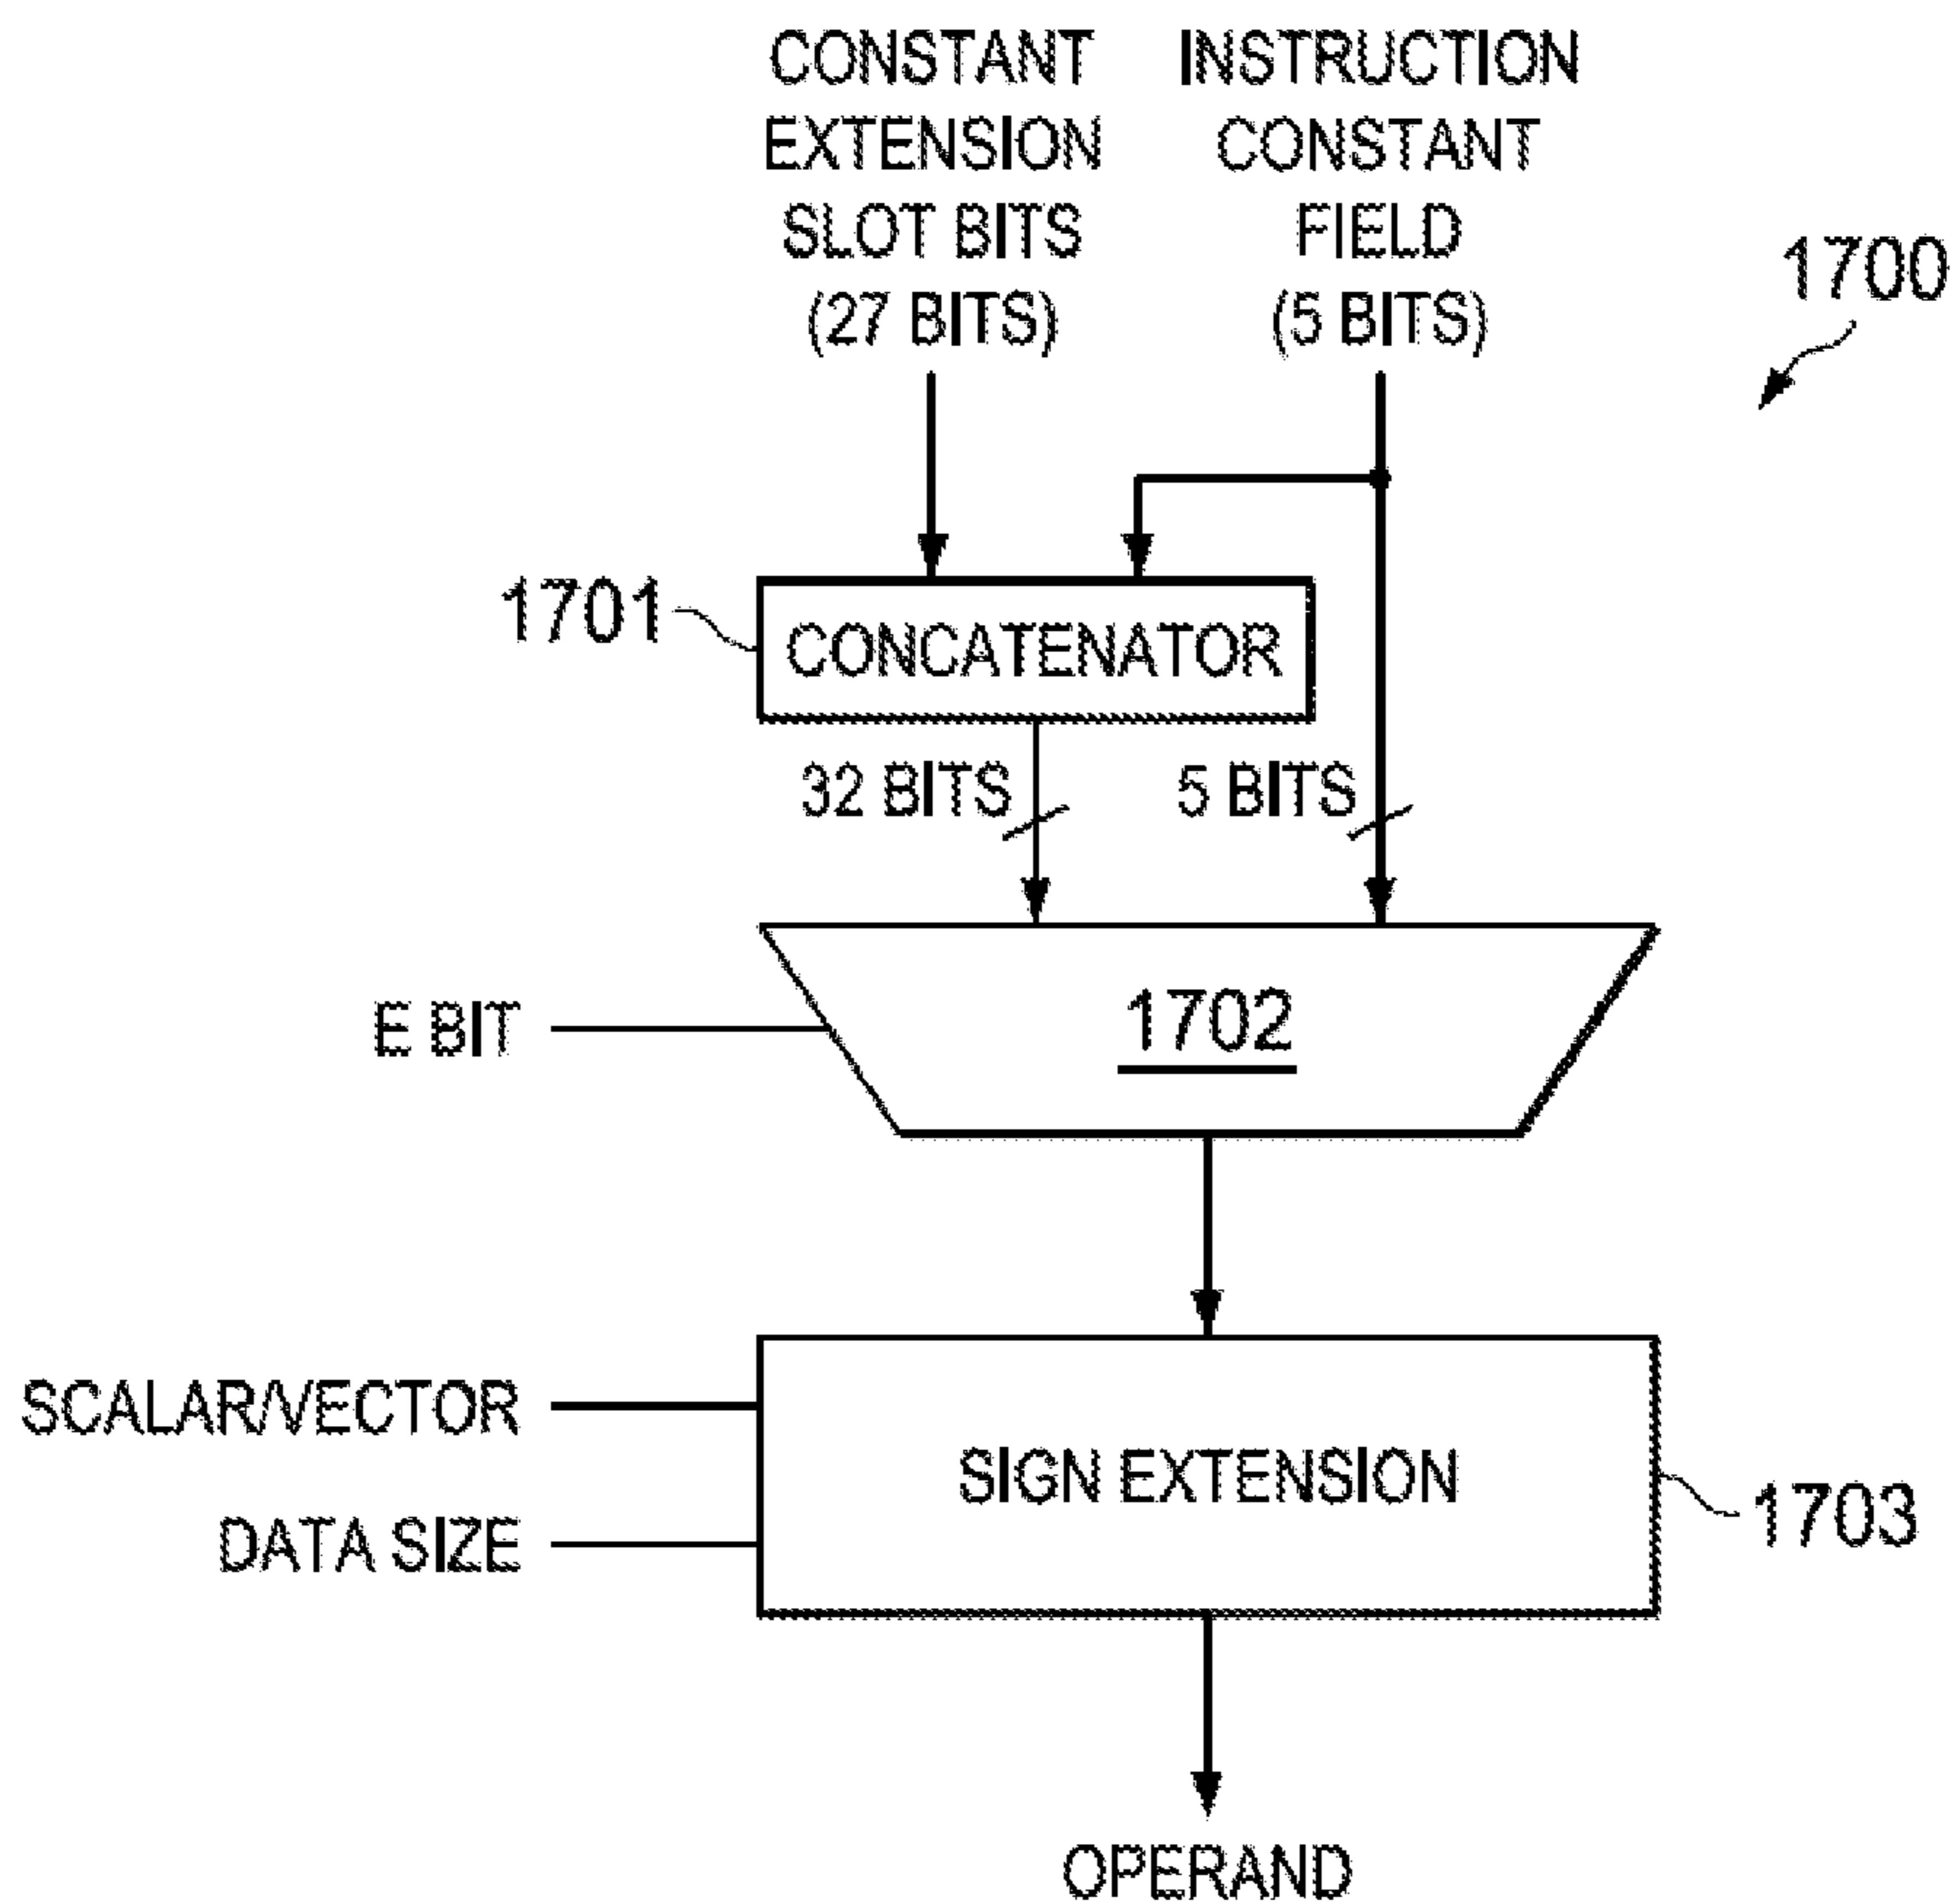 CONSTANT
EXTENSION
SLOT BITS
(27 BITS)
INSTRUCTION
CONSTANT
FIELD
(5 BITS)
1700
1701
CONCATENATOR
32 BITS
5 BITS
E BIT
1702
SCALAR/VECTOR
SIGN EXTENSION
DATA SIZE
1703
OPERAND